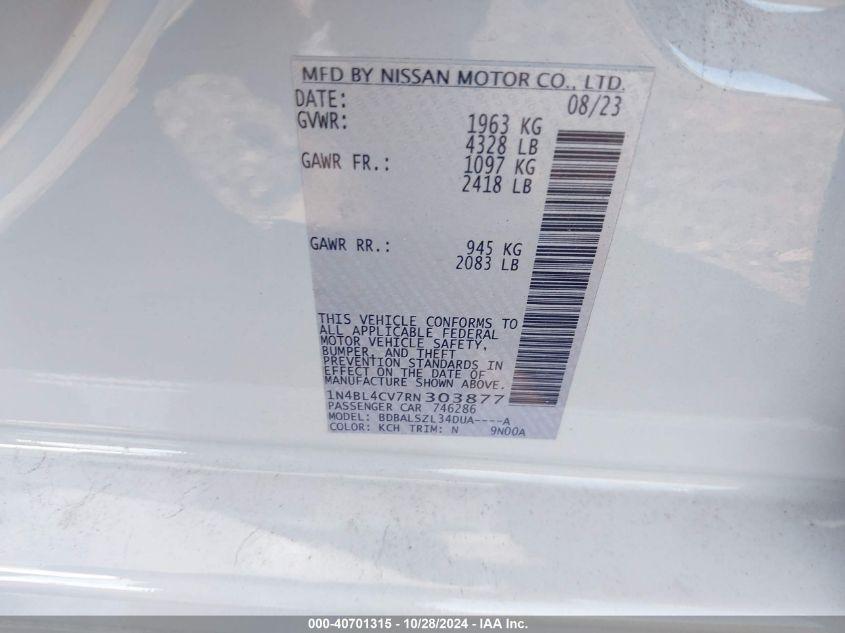 MFD BY NISSAN MOTOR CO., LTD.
DATE: 08/23
GVWR: 1963 KG
4328 LB
GAWR FR.: 1097 KG
2418 LB
GAWR RR.: 945 KG
2083 LB
THIS VEHICLE CONFORMS TO
ALL APPLICABLE FEDERAL
MOTOR VEHICLE SAFETY,
BUMPER, AND THEFT
PREVENTION STANDARDS IN
EFFECT ON THE DATE OF
MANUFACTURE SHOWN ABOVE.
1N4BL4CV7RN303877
PASSENGER CAR 746286
MODEL: BDBALSZL34DUA----A
COLOR: KCH TRIM: N 9N00A
000-40701315 - 10/28/2024 - IAA Inc.